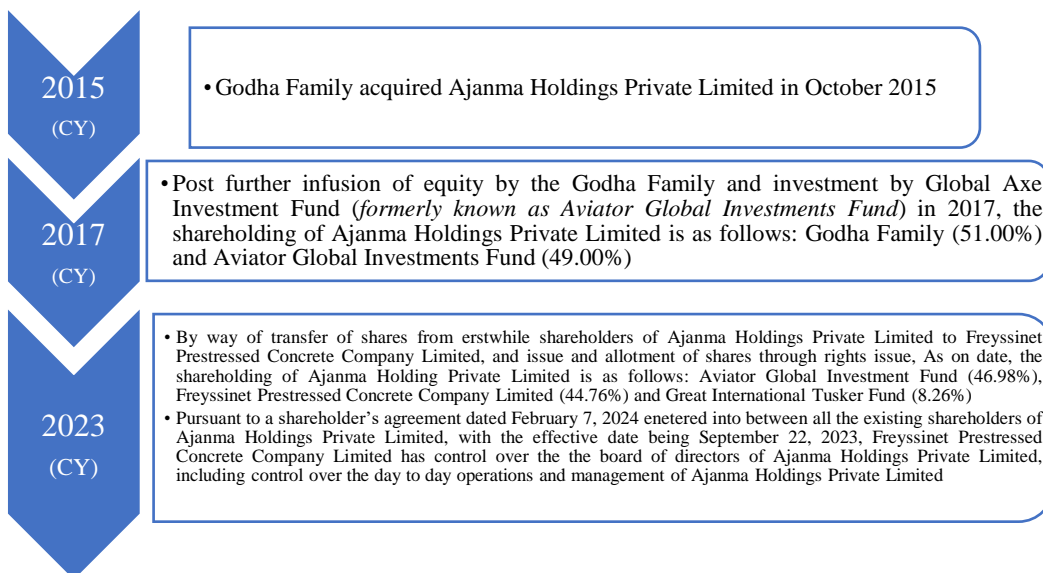 2015
(CY)
•Godha Family acquired Ajanma Holdings Private Limited in October 2015
2017
(CY)
•Post further infusion of equity by the Godha Family and investment by Global Axe
Investment Fund (formerly known as Aviator Global Investments Fund) in 2017, the
shareholding of Ajanma Holdings Private Limited is as follows: Godha Family (51.00%)
and Aviator Global Investments Fund (49.00%)
2023
(CY)
• By way of transfer of shares from erstwhile shareholders of Ajanma Holdings Private Limited to Freyssinet
Prestressed Concrete Company Limited, and issue and allotment of shares through rights issue, As on date, the
shareholding of Ajanma Holding Private Limited is as follows: Aviator Global Investment Fund (46.98%),
Freyssinet Prestressed Concrete Company Limited (44.76%) and Great International Tusker Fund (8.26%)
• Pursuant to a shareholder’s agreement dated February 7, 2024 enetered into between all the existing shareholders of
Ajanma Holdings Private Limited, with the effective date being September 22, 2023, Freyssinet Prestressed
Concrete Company Limited has control over the the board of directors of Ajanma Holdings Private Limited,
including control over the day to day operations and management of Ajanma Holdings Private Limited